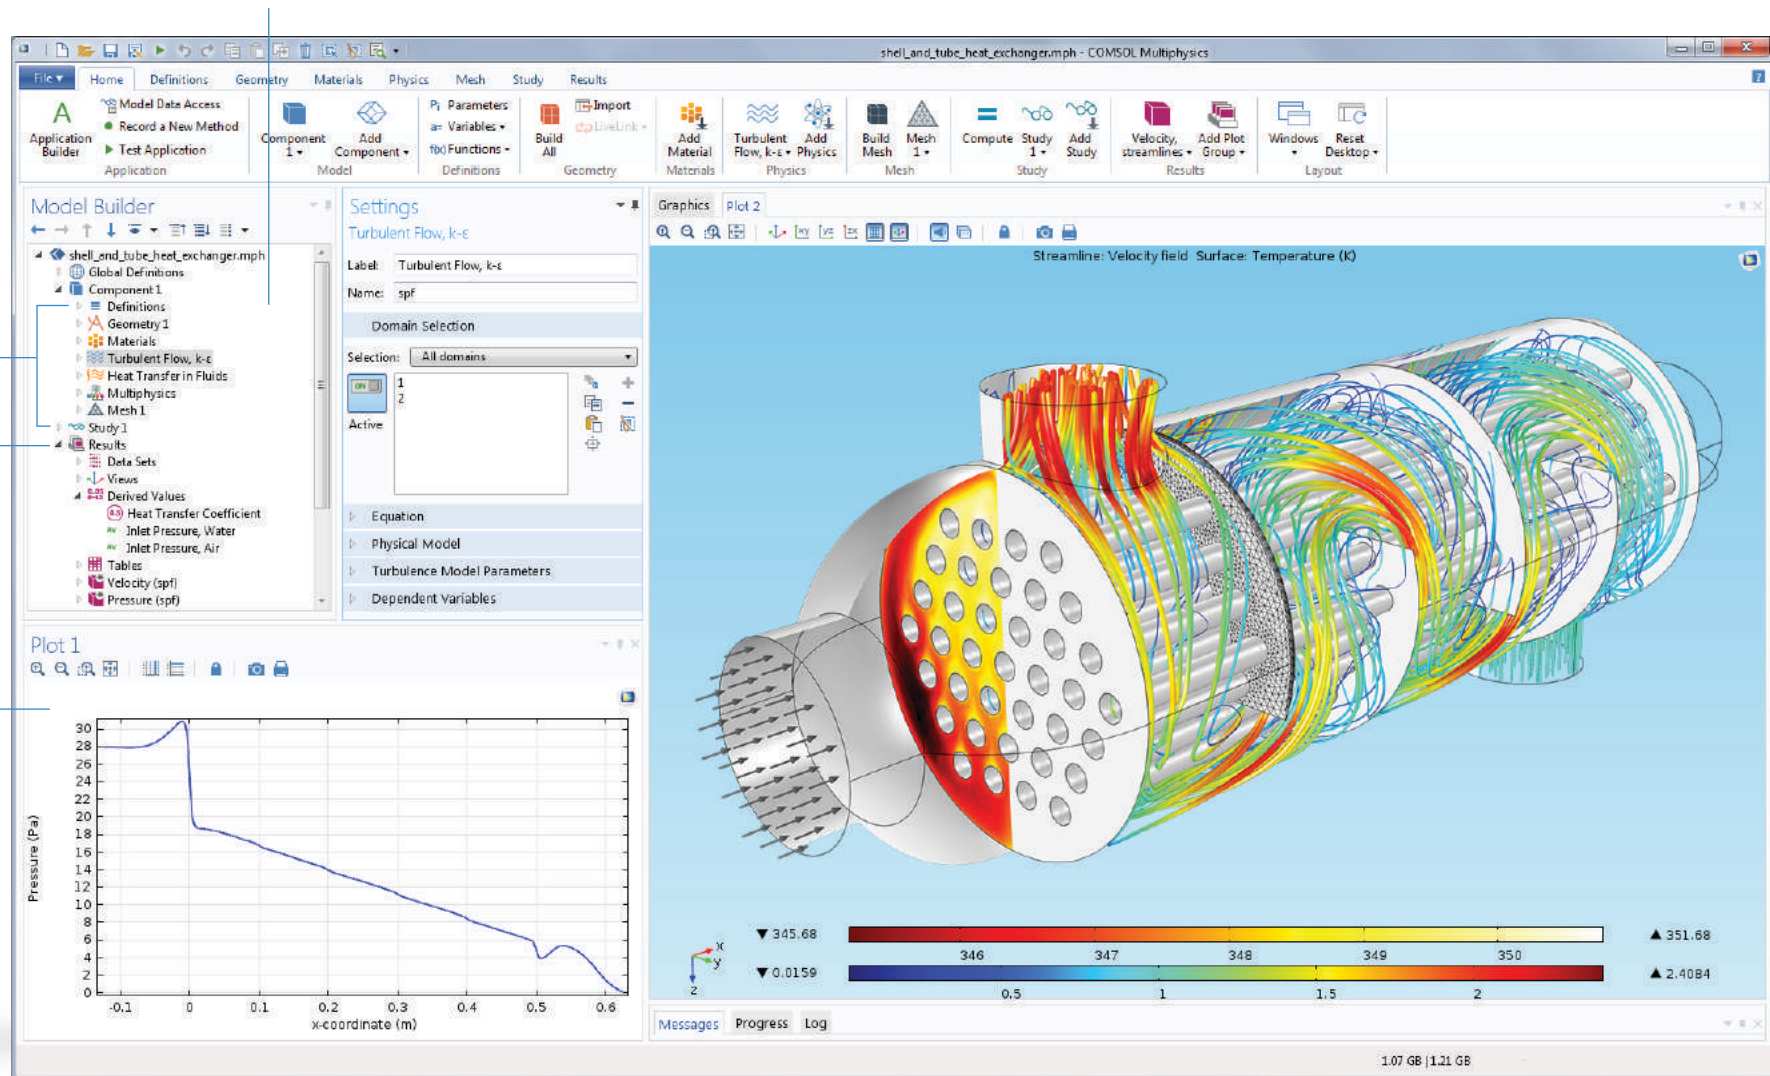 shell_and_tube_heat_exchanger.mph - COMSOL Multiphysics
File Home Definitions Geometry Materials Physics Mesh Study Results
Application Builder
Model Data Access
Record a New Method
Test Application
Application
Component 1
Add Component
Model
Pi Parameters
a= Variables
f(x) Functions
Definitions
Build All
Import
LiveLink
Geometry
Add Material
Materials
Turbulent Flow, k-ε
Add Physics
Physics
Build Mesh
Mesh 1
Mesh
Compute
Study 1
Add Study
Study
Velocity, streamlines
Add Plot Group
Results
Windows
Reset Desktop
Layout
Model Builder
shell_and_tube_heat_exchanger.mph
Global Definitions
Component 1
Definitions
Geometry 1
Materials
Turbulent Flow, k-ε
Heat Transfer in Fluids
Multiphysics
Mesh 1
Study 1
Results
Data Sets
Views
Derived Values
Heat Transfer Coefficient
Inlet Pressure, Water
Inlet Pressure, Air
Tables
Velocity (spf)
Pressure (spf)
Settings
Turbulent Flow, k-ε
Label: Turbulent Flow, k-ε
Name: spf
Domain Selection
Selection: All domains
ON
Active
1
2
Equation
Physical Model
Turbulence Model Parameters
Dependent Variables
Graphics Plot 2
xy yz zx
Streamline: Velocity field Surface: Temperature (K)
x
y
z
▼ 345.68
▲ 351.68
346 347 348 349 350
▼ 0.0159
▲ 2.4084
0.5 1 1.5 2
Plot 1
Pressure (Pa)
30
28
26
24
22
20
18
16
14
12
10
8
6
4
2
0
-0.1 0 0.1 0.2 0.3 0.4 0.5 0.6
x-coordinate (m)
Messages Progress Log
1.07 GB | 1.21 GB